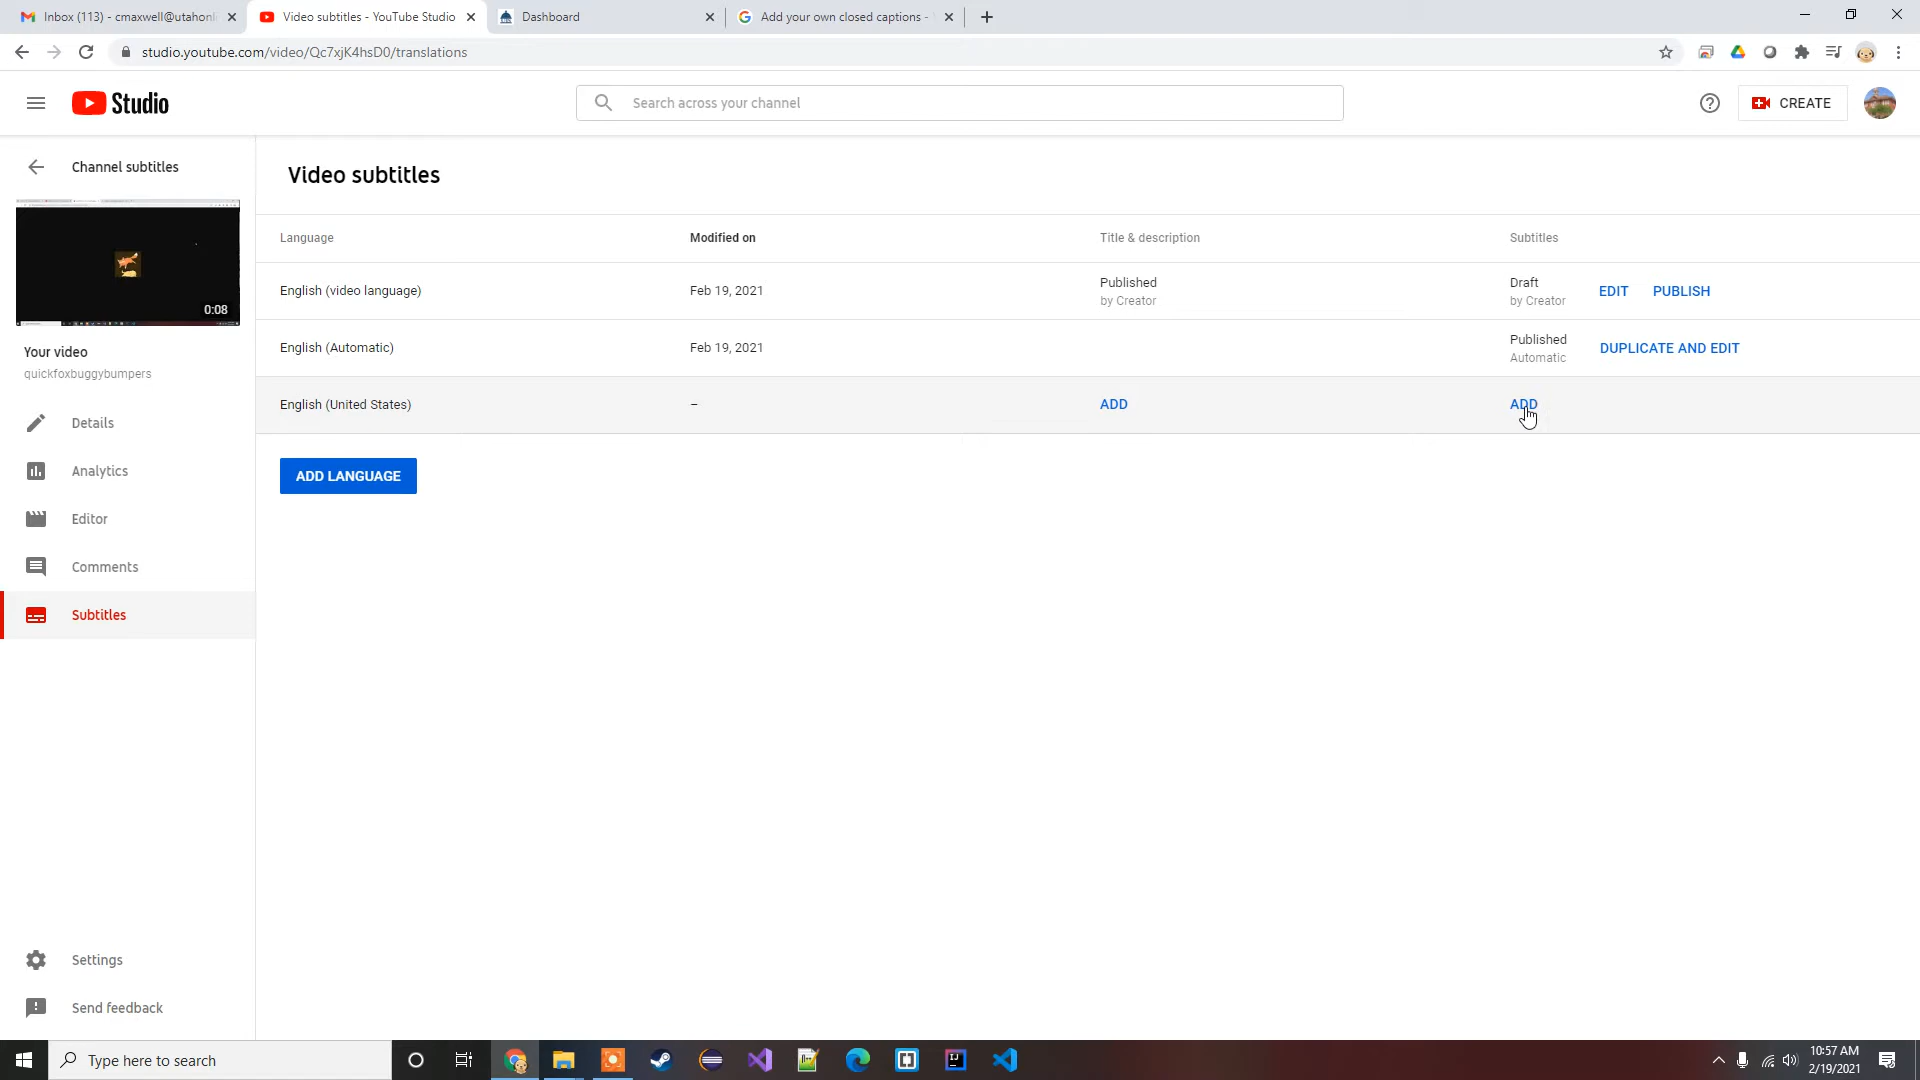 Inbox (113) - cmaxwell@utahonl
Video subtitles - YouTube Studio
Dashboard
Add your own closed captions -
studio.youtube.com/video/Qc7xjK4hsD0/translations
Studio
Search across your channel
CREATE
Channel subtitles
0:08
Your video
quickfoxbuggybumpers
Details
Analytics
Editor
Comments
Subtitles
Settings
Send feedback
Video subtitles
Language Modified on Title & description Subtitles
English (video language) Feb 19, 2021 Published by Creator Draft by Creator EDIT PUBLISH
English (Automatic) Feb 19, 2021 Published Automatic DUPLICATE AND EDIT
English (United States) – ADD ADD
ADD LANGUAGE
Type here to search
10:57 AM
2/19/2021